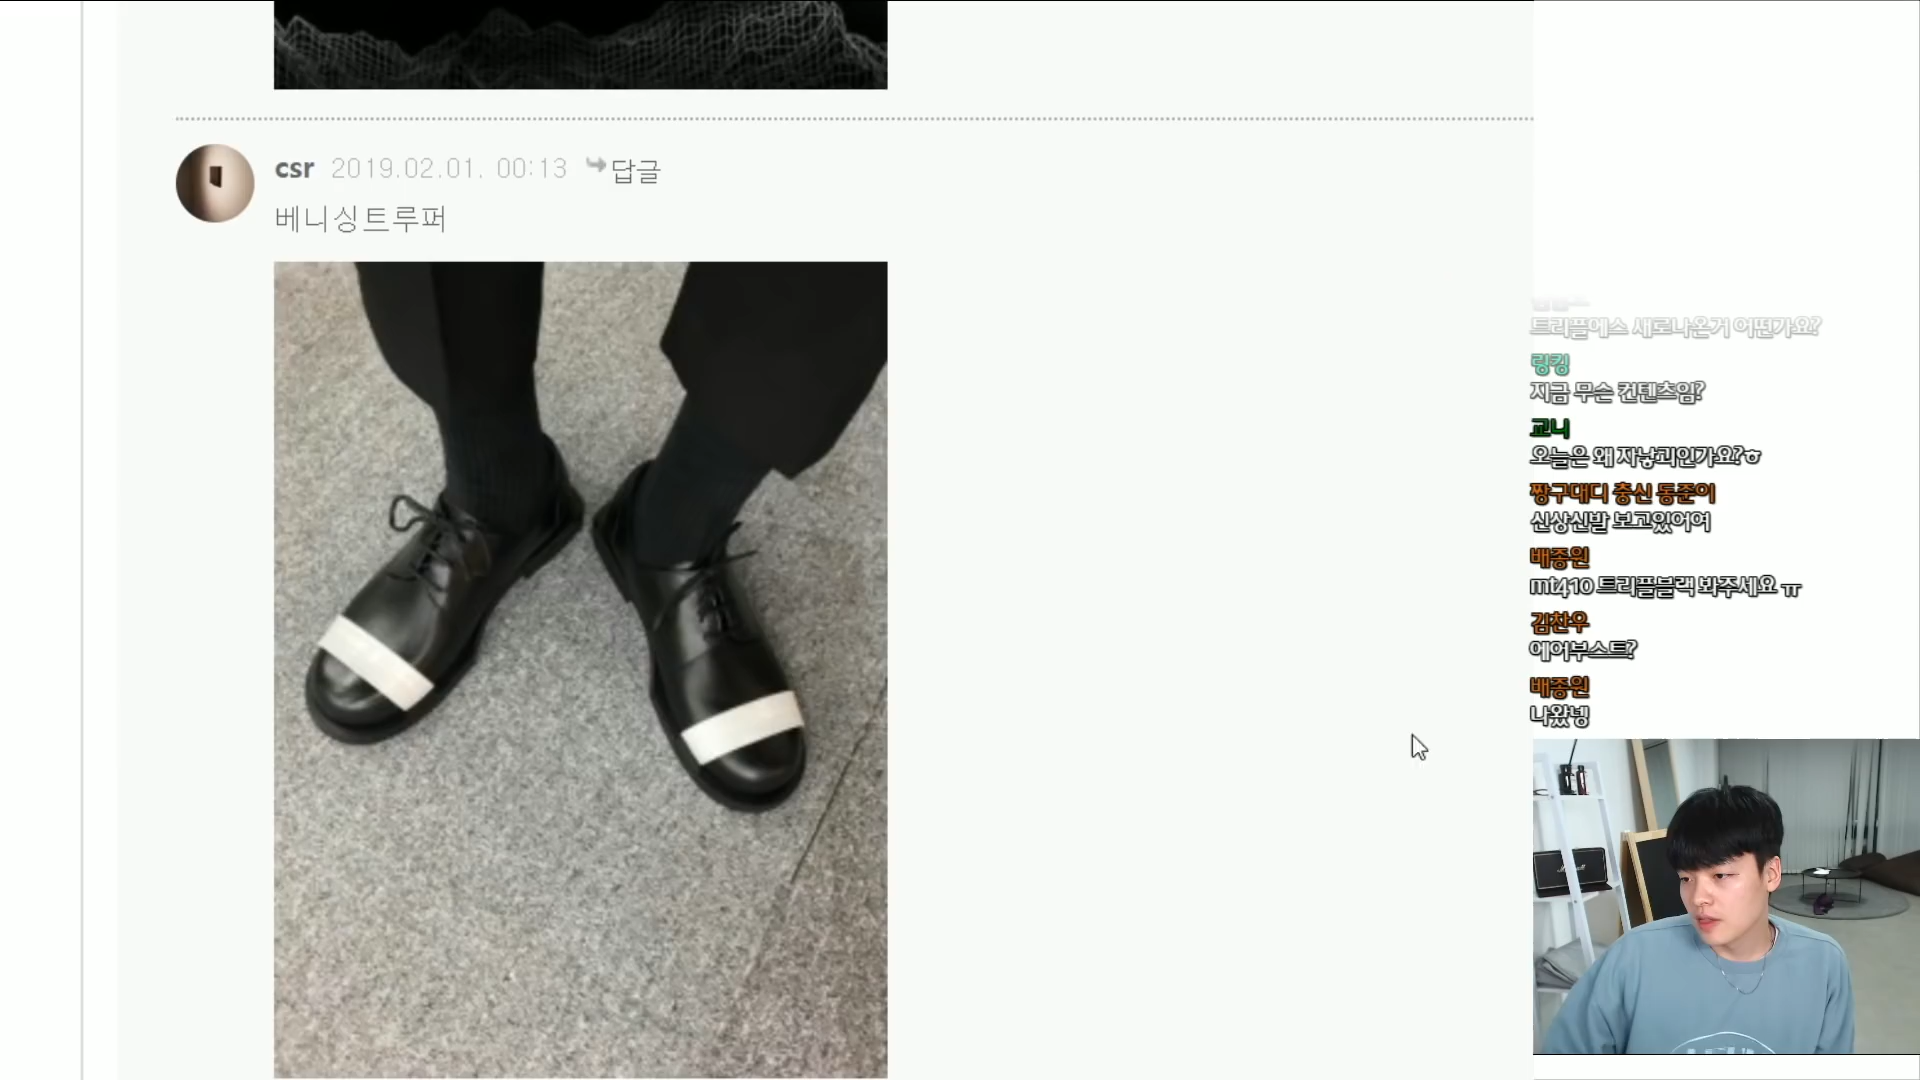 csr 2019.02.01. 00:13 답글
베니싱트루퍼
트리플에스 새로나온거 어떤가요?
링킹
지금 무슨 컨텐츠임?
교니
오늘은 왜 자낳괴인가요?ㅎ
짱구대디 충신 동준이
신상신발 보고있어여
배종원
mt410 트리플블랙 봐주세요 ㅠ
김찬우
에어부스트?
배종원
나왔넹
Marshall